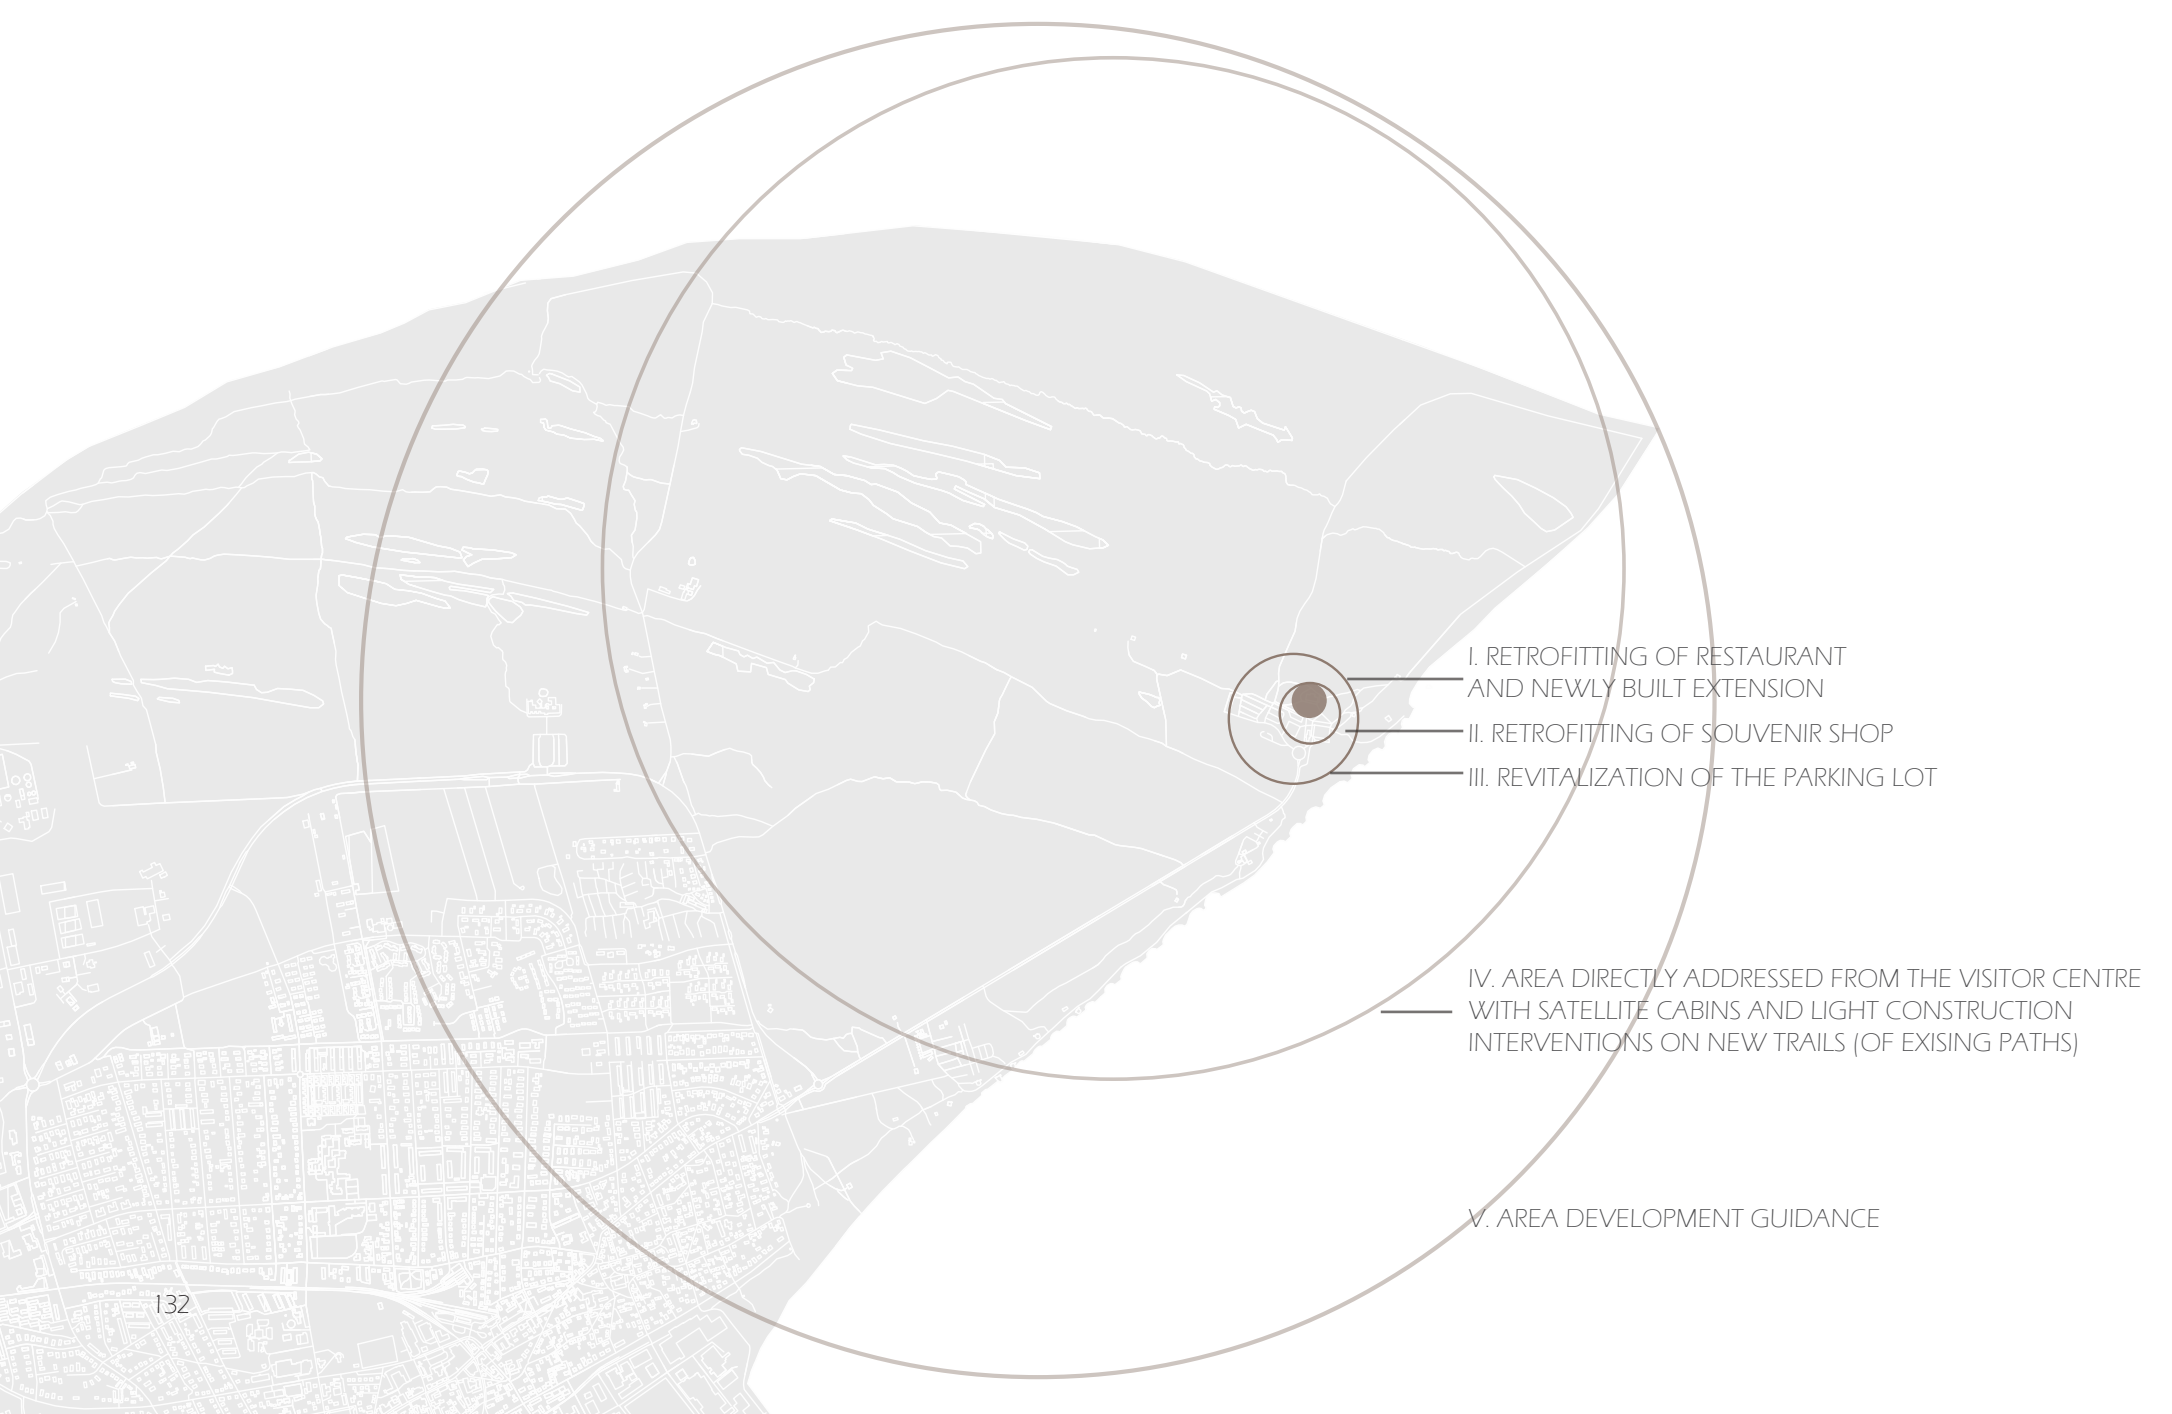 I. RETROFITTING OF RESTAURANT
AND NEWLY BUILT EXTENSION
II. RETROFITTING OF SOUVENIR SHOP
III. REVITALIZATION OF THE PARKING LOT
IV. AREA DIRECTLY ADDRESSED FROM THE VISITOR CENTRE
WITH SATELLITE CABINS AND LIGHT CONSTRUCTION
INTERVENTIONS ON NEW TRAILS (OF EXISING PATHS)
V. AREA DEVELOPMENT GUIDANCE
132